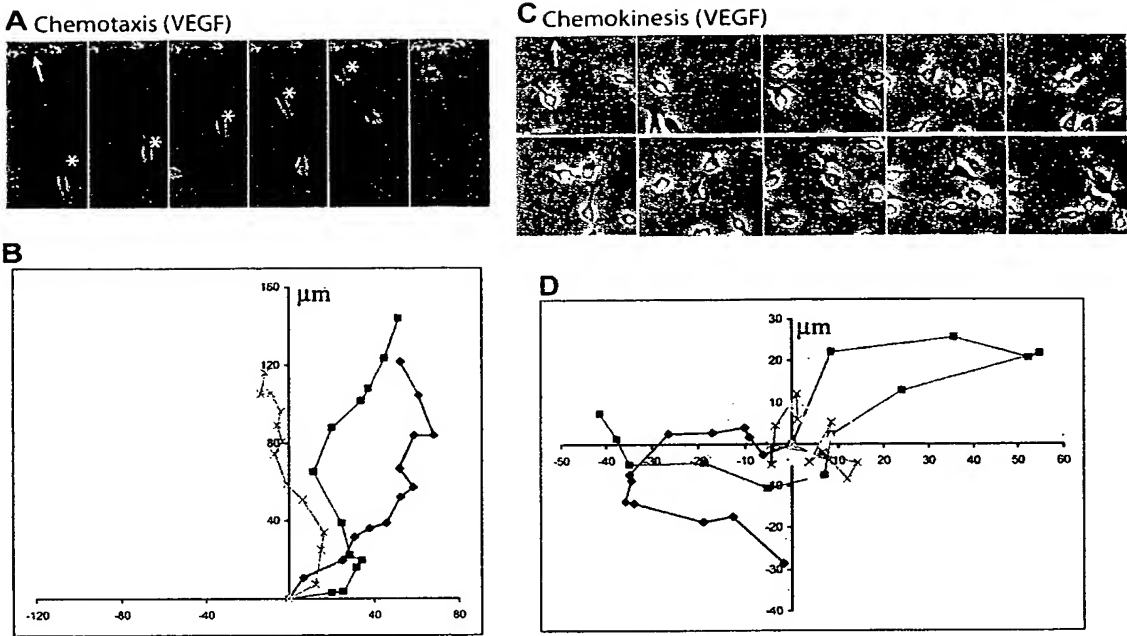 A Chemotaxis (VEGF)
C Chemokinesis (VEGF)
* * * * * *
* * * * *
* * * * *
B
µm
160
120
80
40
-120 -80 -40 40 80
D
µm
30
20
10
-50 -40 -30 -20 -10 10 20 30 40 50 60
-10
-20
-30
-40